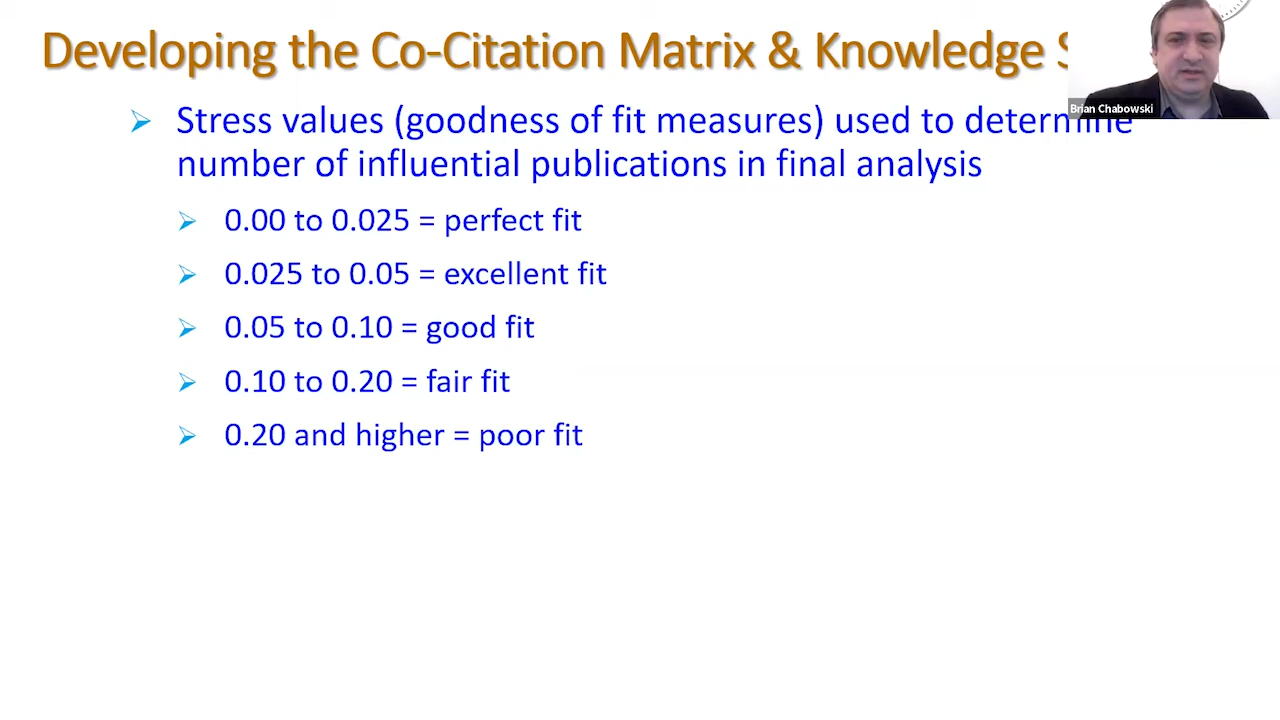 Developing the Co-Citation Matrix & Knowledge S
Brian Chabowski
➢ Stress values (goodness of fit measures) used to determine
number of influential publications in final analysis
➢ 0.00 to 0.025 = perfect fit
➢ 0.025 to 0.05 = excellent fit
➢ 0.05 to 0.10 = good fit
➢ 0.10 to 0.20 = fair fit
➢ 0.20 and higher = poor fit